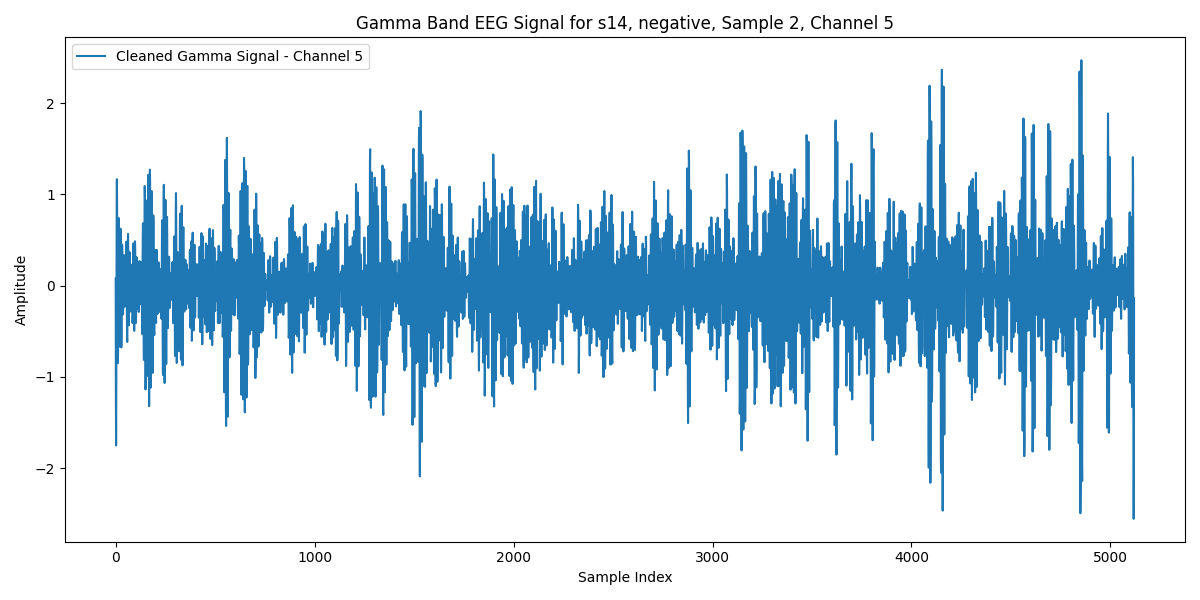 Gamma Band EEG Signal for s14, negative, Sample 2, Channel 5
Cleaned Gamma Signal - Channel 5
2
1
0
−1
−2
Amplitude
0 1000 2000 3000 4000 5000
Sample Index